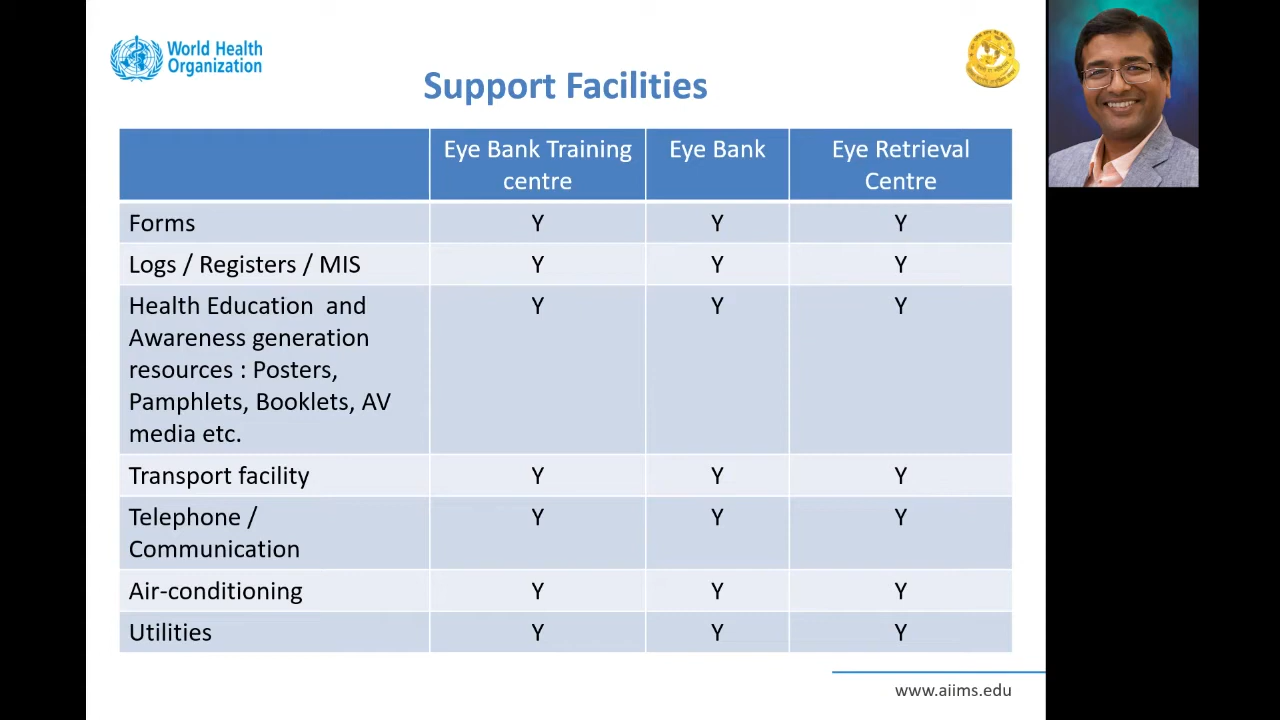 World Health
Organization
Support Facilities
Eye Bank Training
centre
Eye Bank
Eye Retrieval
Centre
Forms Y Y Y
Logs / Registers / MIS Y Y Y
Health Education and Y Y Y
Awareness generation
resources : Posters,
Pamphlets, Booklets, AV
media etc.
Transport facility Y Y Y
Telephone / Y Y Y
Communication
Air-conditioning Y Y Y
Utilities Y Y Y
www.aiims.edu